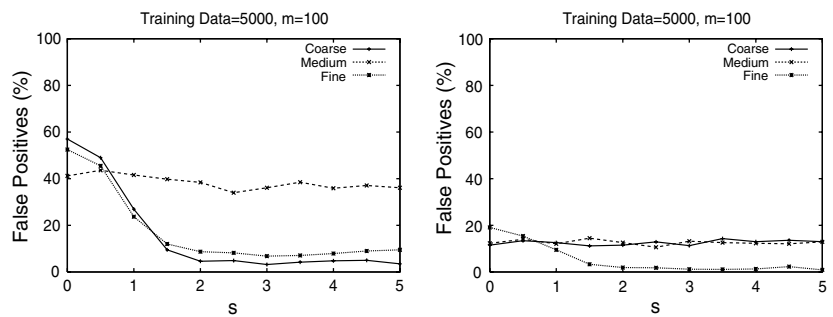 Training Data=5000, m=100
False Positives (%)
100
80
60
40
20
0
0 1 2 3 4 5
s
Coarse
Medium
Fine
Training Data=5000, m=100
False Positives (%)
100
80
60
40
20
0
0 1 2 3 4 5
s
Coarse
Medium
Fine